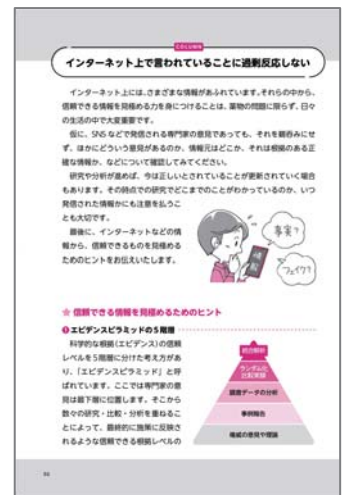 COLUMN
インターネット上で言われていることに過剰反応しない
インターネット上には、さまざまな情報があふれています。それらの中から、
信頼できる情報を見極める力を身につけることは、薬物の問題に限らず、日々
の生活の中で大変重要です。
仮に、SNSなどで発信される専門家の意見であっても、それを鵜呑みにせ
ず、ほかにどういう意見があるのか、情報元はどこか、それは根拠のある正
確な情報か、などについて確認してみてください。
研究や分析が進めば、今は正しいとされていることが更新されていく場合
もあります。その時点での研究でどこまでのことがわかっているのか、いつ
発信された情報かにも注意を払うこ
とも大切です。
最後に、インターネットなどの情
報から、信頼できるものを見極める
ためのヒントをお伝えいたします。
事実?
情報
フェイク?
★ 信頼できる情報を見極めるためのヒント
❶エビデンスピラミッドの5階層
科学的な根拠(エビデンス)の信頼
レベルを5階層に分けた考え方があ
り、「エビデンスピラミッド」と呼
ばれています。ここでは専門家の意
見は最下層に位置します。そこから
数々の研究・比較・分析を重ねるこ
とによって、最終的に施策に反映さ
れるような信頼できる根拠レベルの
統合解析
ランダム化
比較実験
調査データの分析
事例報告
権威の意見や理論